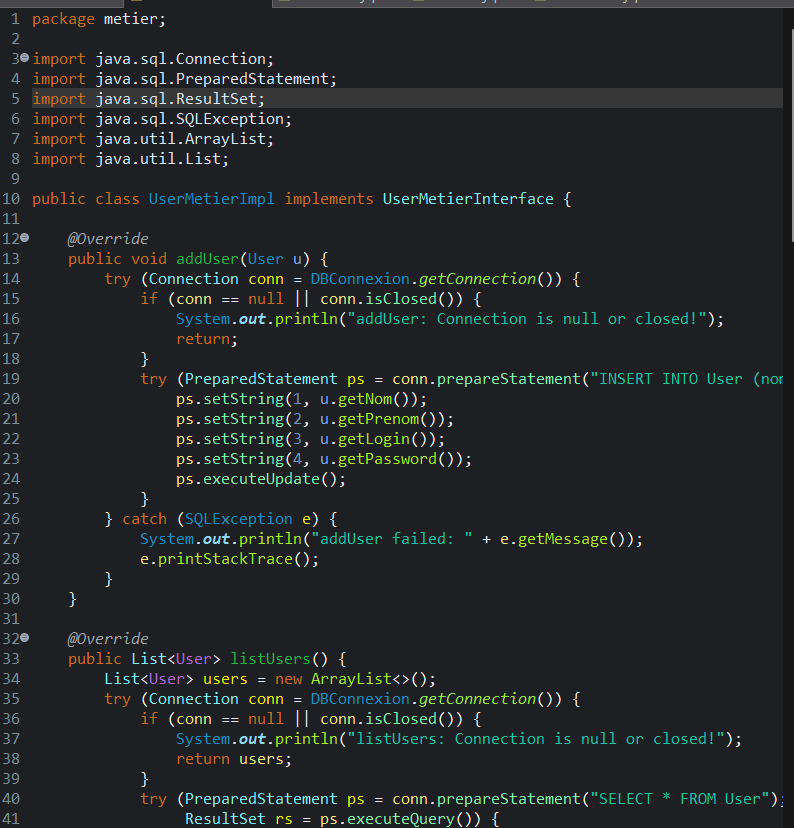 1 package metier;
2
3 import java.sql.Connection;
4 import java.sql.PreparedStatement;
5 import java.sql.ResultSet;
6 import java.sql.SQLException;
7 import java.util.ArrayList;
8 import java.util.List;
9
10 public class UserMetierImpl implements UserMetierInterface {
11
12     @Override
13     public void addUser(User u) {
14         try (Connection conn = DBConnexion.getConnection()) {
15             if (conn == null || conn.isClosed()) {
16                 System.out.println("addUser: Connection is null or closed!");
17                 return;
18             }
19             try (PreparedStatement ps = conn.prepareStatement("INSERT INTO User (nom
20                 ps.setString(1, u.getNom());
21                 ps.setString(2, u.getPrenom());
22                 ps.setString(3, u.getLogin());
23                 ps.setString(4, u.getPassword());
24                 ps.executeUpdate();
25             }
26         } catch (SQLException e) {
27             System.out.println("addUser failed: " + e.getMessage());
28             e.printStackTrace();
29         }
30     }
31
32     @Override
33     public List<User> listUsers() {
34         List<User> users = new ArrayList<>();
35         try (Connection conn = DBConnexion.getConnection()) {
36             if (conn == null || conn.isClosed()) {
37                 System.out.println("listUsers: Connection is null or closed!");
38                 return users;
39             }
40             try (PreparedStatement ps = conn.prepareStatement("SELECT * FROM User");
41                  ResultSet rs = ps.executeQuery()) {